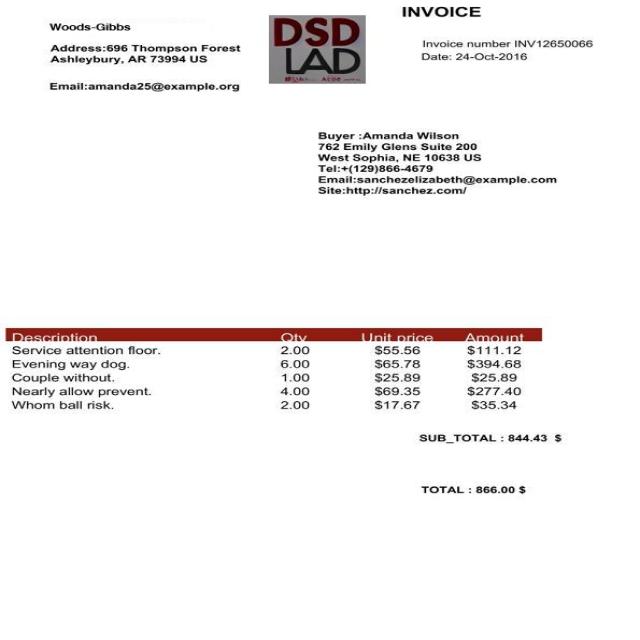 INVOICE
Woods-Gibbs
Address:696 Thompson Forest
Ashleybury, AR 73994 US
Email:amanda25@example.org
DSD
LAD
Invoice number INV12650066
Date: 24-Oct-2016
Buyer :Amanda Wilson
762 Emily Glens Suite 200
West Sophia, NE 10638 US
Tel:+(129)866-4679
Email:sanchezelizabeth@example.com
Site:http://sanchez.com/
Description Qty Unit price Amount
Service attention floor. 2.00 $55.56 $111.12
Evening way dog. 6.00 $65.78 $394.68
Couple without. 1.00 $25.89 $25.89
Nearly allow prevent. 4.00 $69.35 $277.40
Whom ball risk. 2.00 $17.67 $35.34
SUB_TOTAL : 844.43 $
TOTAL : 866.00 $